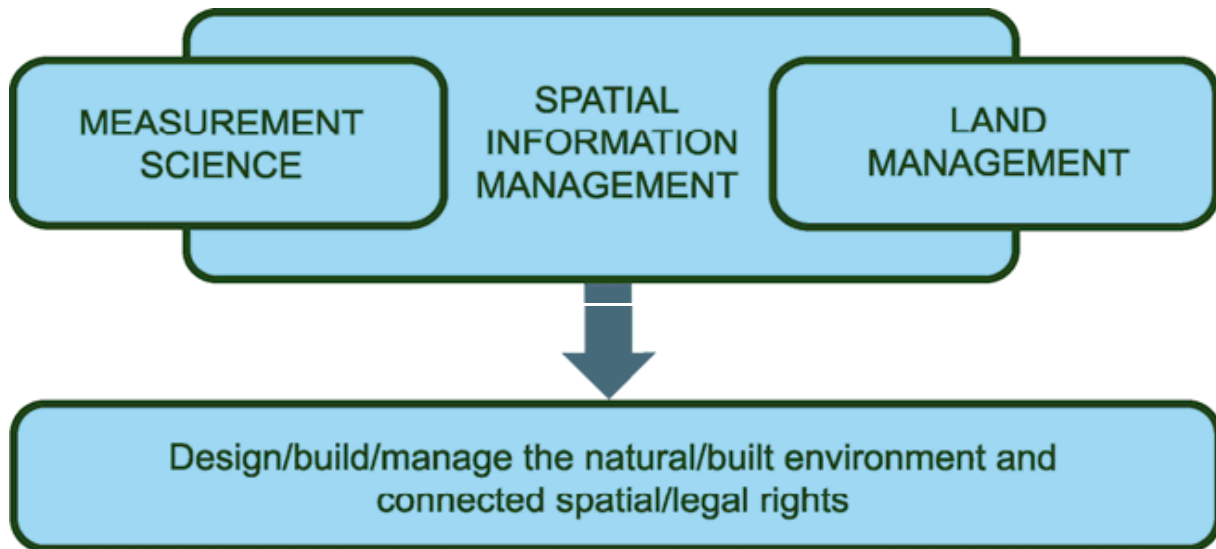 MEASUREMENT
SCIENCE
SPATIAL
INFORMATION
MANAGEMENT
LAND
MANAGEMENT
Design/build/manage the natural/built environment and
connected spatial/legal rights